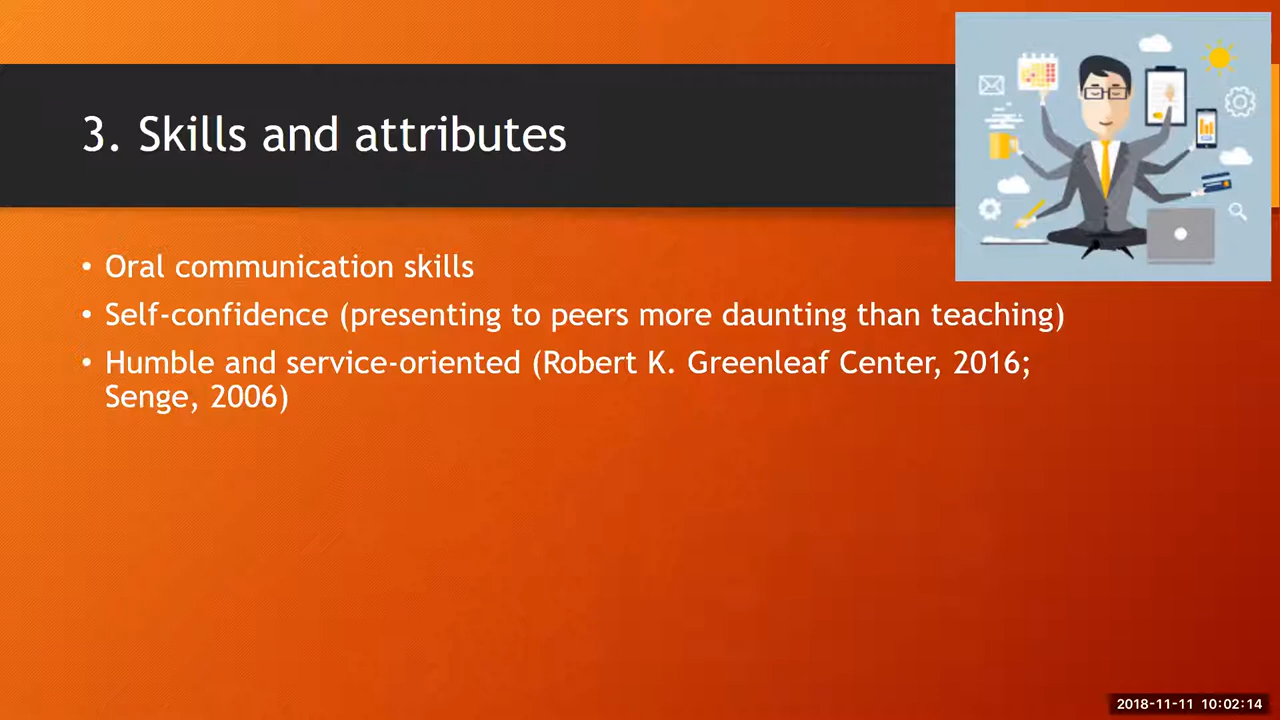 3. Skills and attributes
• Oral communication skills
• Self-confidence (presenting to peers more daunting than teaching)
• Humble and service-oriented (Robert K. Greenleaf Center, 2016;
Senge, 2006)
2018-11-11 10:02:14